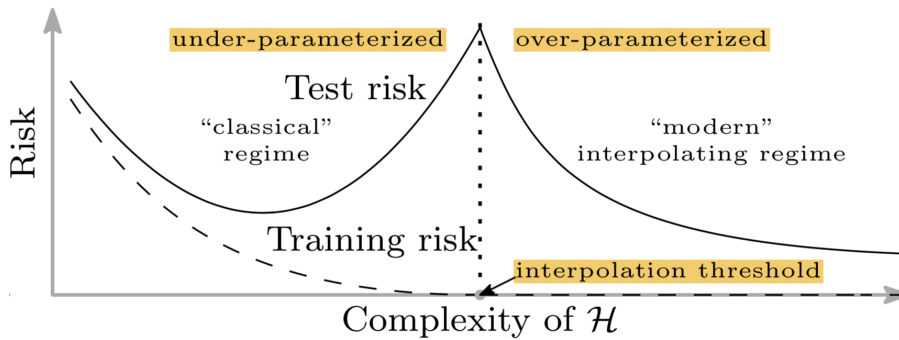 under-parameterized
over-parameterized
Test risk
“classical”
regime
“modern”
interpolating regime
Risk
Training risk
interpolation threshold
Complexity of ℋ